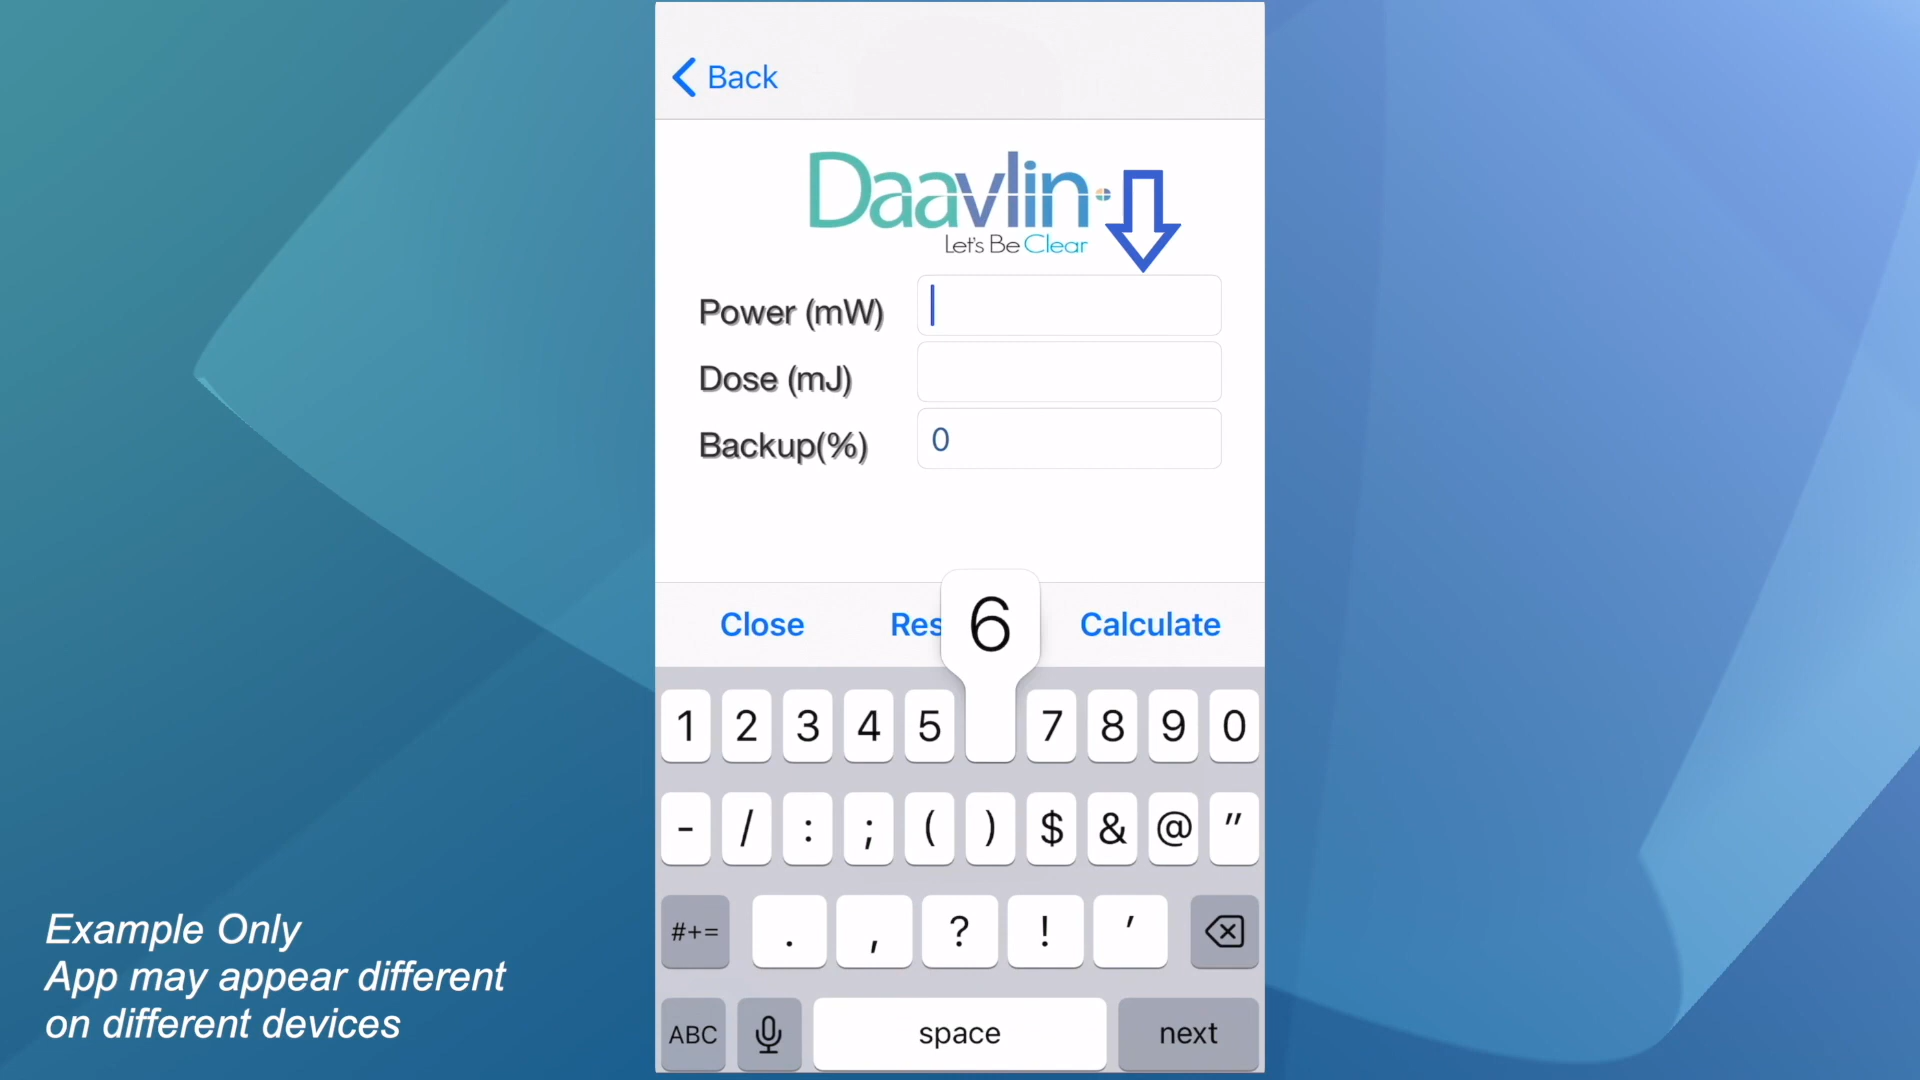 Back
Daavlin
Let's Be Clear
Power (mW)
Dose (mJ)
Backup(%) 0
Close Res 6 Calculate
1 2 3 4 5 7 8 9 0
- / : ; ( ) $ & @ "
#+= . , ? ! '
ABC space next
Example Only
App may appear different
on different devices